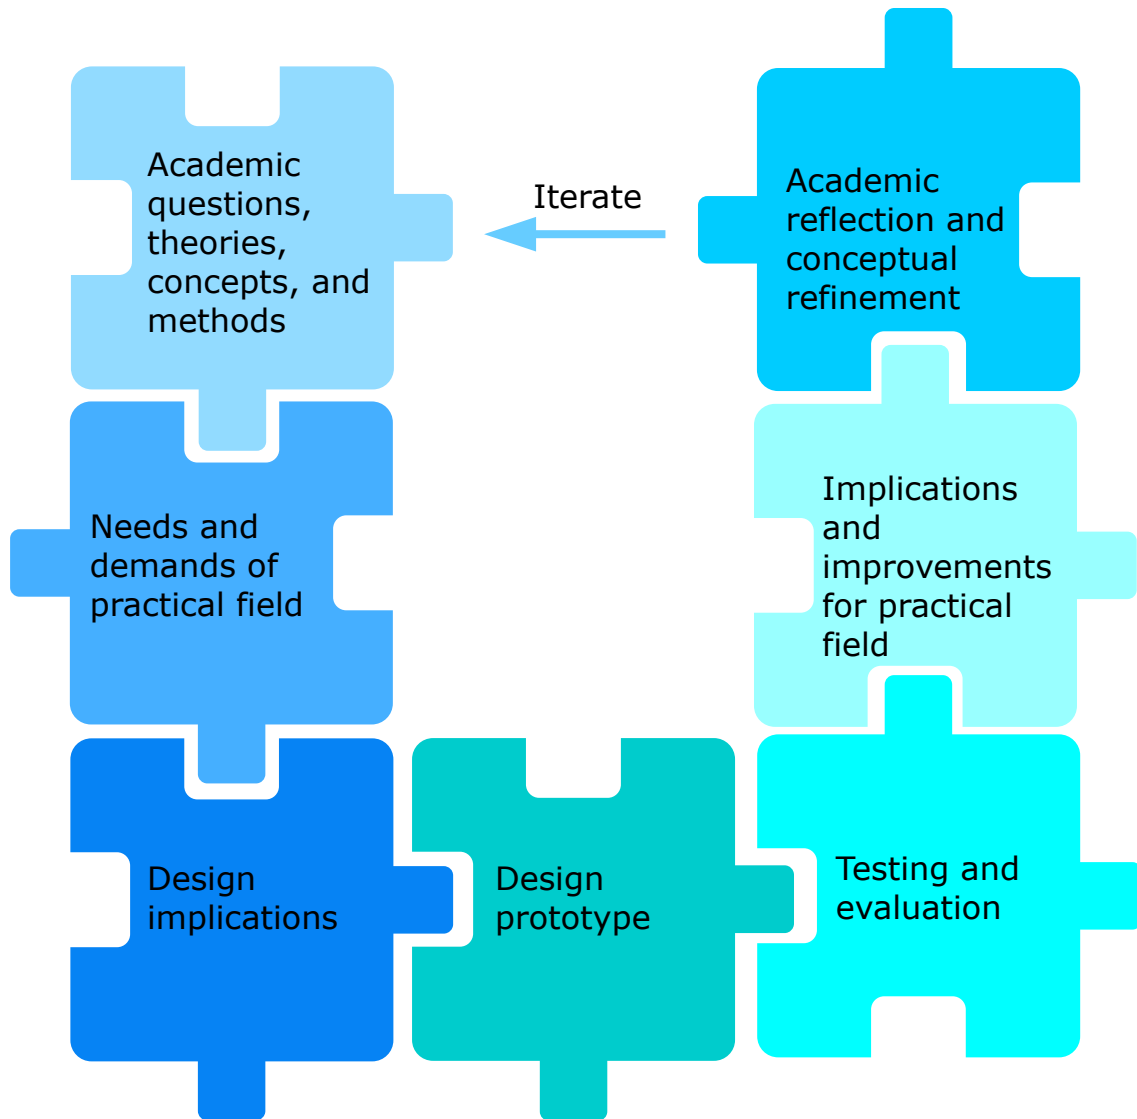 Academic
questions,
theories,
concepts, and
methods
Iterate
Academic
reflection and
conceptual
refinement
Needs and
demands of
practical field
Implications
and
improvements
for practical
field
Design
implications
Design
prototype
Testing and
evaluation